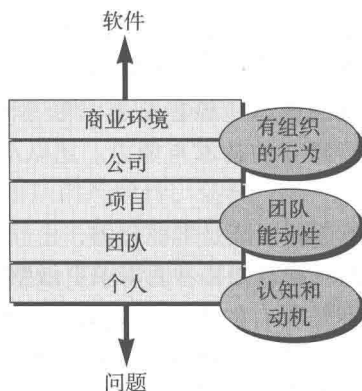 软件
商业环境
公司
项目
团队
个人
有组织
的行为
团队
能动性
认知和
动机
问题